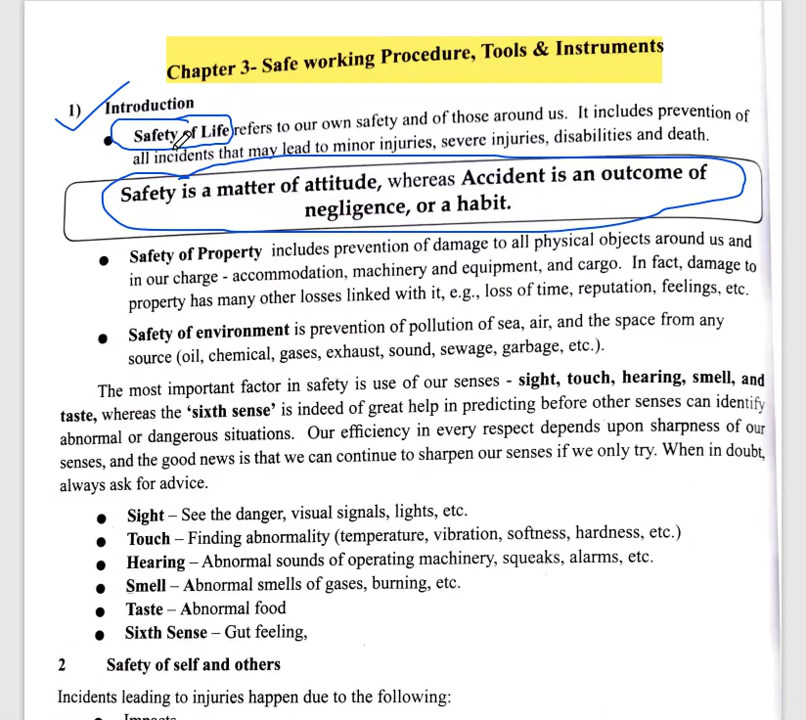 Chapter 3- Safe working Procedure, Tools & Instruments
1) Introduction
● Safety of Life refers to our own safety and of those around us. It includes prevention of
all incidents that may lead to minor injuries, severe injuries, disabilities and death.
Safety is a matter of attitude, whereas Accident is an outcome of
negligence, or a habit.
● Safety of Property includes prevention of damage to all physical objects around us and
in our charge - accommodation, machinery and equipment, and cargo. In fact, damage to
property has many other losses linked with it, e.g., loss of time, reputation, feelings, etc.
● Safety of environment is prevention of pollution of sea, air, and the space from any
source (oil, chemical, gases, exhaust, sound, sewage, garbage, etc.).
The most important factor in safety is use of our senses - sight, touch, hearing, smell, and
taste, whereas the ‘sixth sense’ is indeed of great help in predicting before other senses can identify
abnormal or dangerous situations. Our efficiency in every respect depends upon sharpness of our
senses, and the good news is that we can continue to sharpen our senses if we only try. When in doubt,
always ask for advice.
● Sight – See the danger, visual signals, lights, etc.
● Touch – Finding abnormality (temperature, vibration, softness, hardness, etc.)
● Hearing – Abnormal sounds of operating machinery, squeaks, alarms, etc.
● Smell – Abnormal smells of gases, burning, etc.
● Taste – Abnormal food
● Sixth Sense – Gut feeling,
2 Safety of self and others
Incidents leading to injuries happen due to the following:
● Impacts